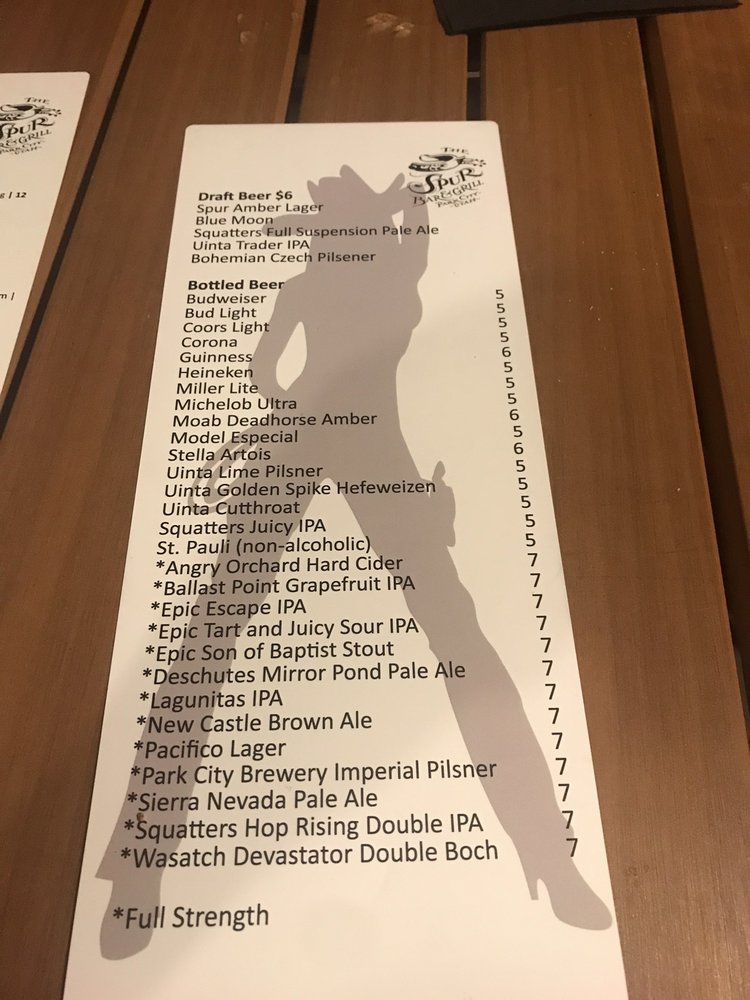 THE
SPUR
BAR & GRILL
PARK CITY
UTAH
Draft Beer $6
Spur Amber Lager
Blue Moon
Squatters Full Suspension Pale Ale
Uinta Trader IPA
Bohemian Czech Pilsener
Bottled Beer
Budweiser 5
Bud Light 5
Coors Light 5
Corona 5
Guinness 6
Heineken 5
Miller Lite 5
Michelob Ultra 5
Moab Deadhorse Amber 6
Model Especial 5
Stella Artois 6
Uinta Lime Pilsner 5
Uinta Golden Spike Hefeweizen 5
Uinta Cutthroat 5
Squatters Juicy IPA 5
St. Pauli (non-alcoholic) 5
*Angry Orchard Hard Cider 7
*Ballast Point Grapefruit IPA 7
*Epic Escape IPA 7
*Epic Tart and Juicy Sour IPA 7
*Epic Son of Baptist Stout 7
*Deschutes Mirror Pond Pale Ale 7
*Lagunitas IPA 7
*New Castle Brown Ale 7
*Pacifico Lager 7
*Park City Brewery Imperial Pilsner 7
*Sierra Nevada Pale Ale 7
*Squatters Hop Rising Double IPA 7
*Wasatch Devastator Double Boch 7
*Full Strength
THE
SPUR
| 12